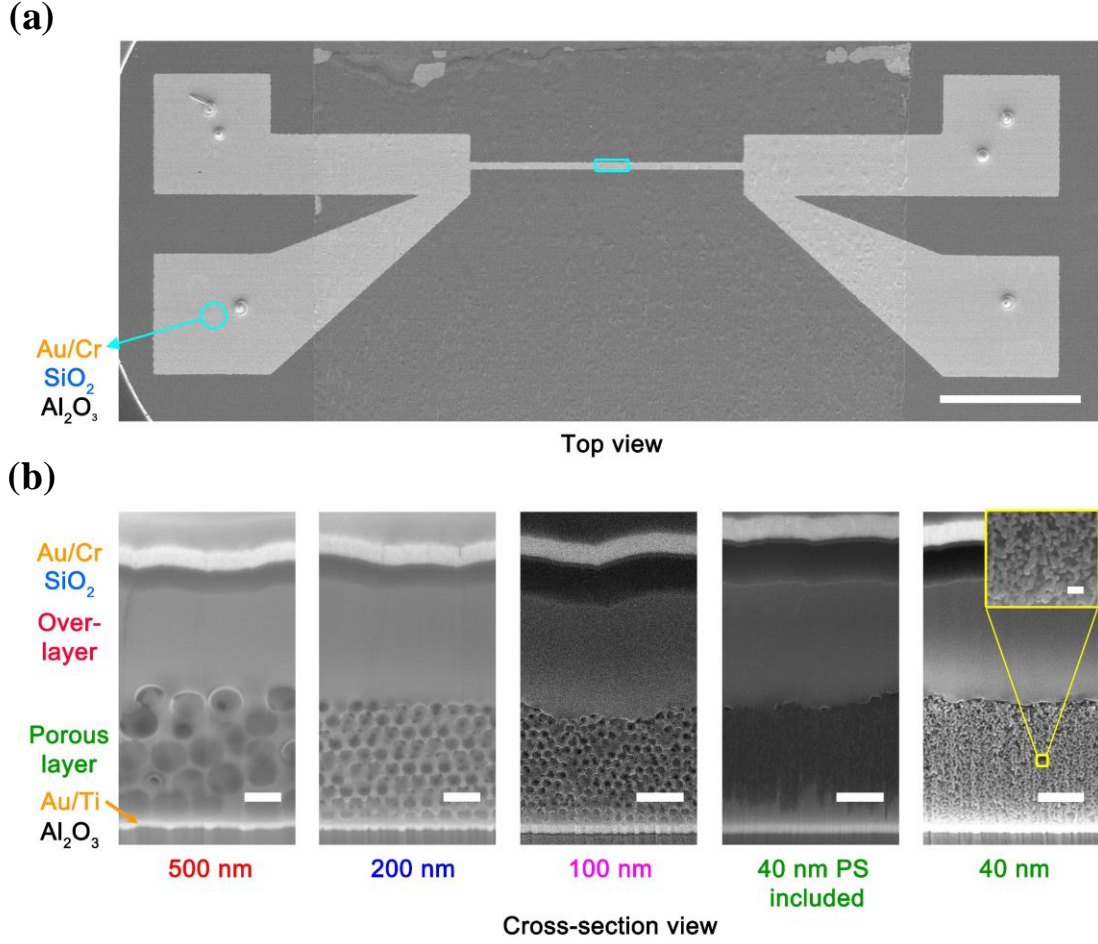 (a)
Au/Cr
SiO₂
Al₂O₃
Top view
(b)
Au/Cr
SiO₂
Over-
layer
Porous
layer
Au/Ti
Al₂O₃
500 nm
200 nm
100 nm
40 nm PS
included
40 nm
Cross-section view